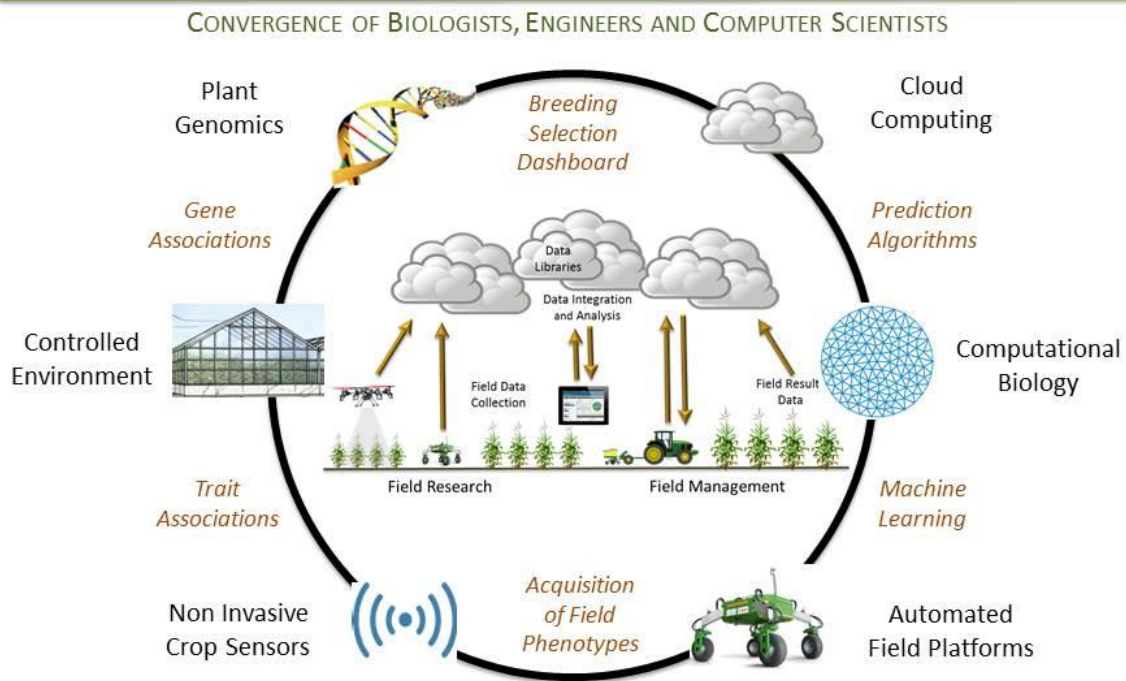 CONVERGENCE OF BIOLOGISTS, ENGINEERS AND COMPUTER SCIENTISTS
Plant
Genomics
Breeding
Selection
Dashboard
Cloud
Computing
Gene
Associations
Prediction
Algorithms
Data
Libraries
Data Integration
and Analysis
Controlled
Environment
Field Data
Collection
Field Result
Data
Computational
Biology
Field Research
Field Management
Trait
Associations
Machine
Learning
Non Invasive
Crop Sensors
Acquisition
of Field
Phenotypes
Automated
Field Platforms